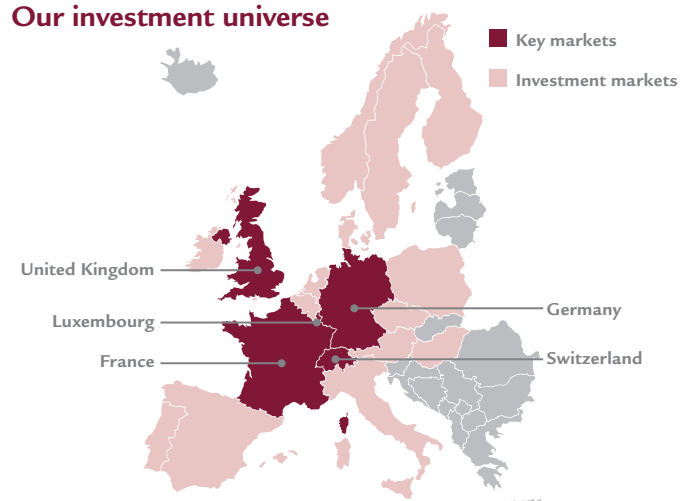 Our investment universe
Key markets
Investment markets
United Kingdom
Luxembourg
France
Germany
Switzerland